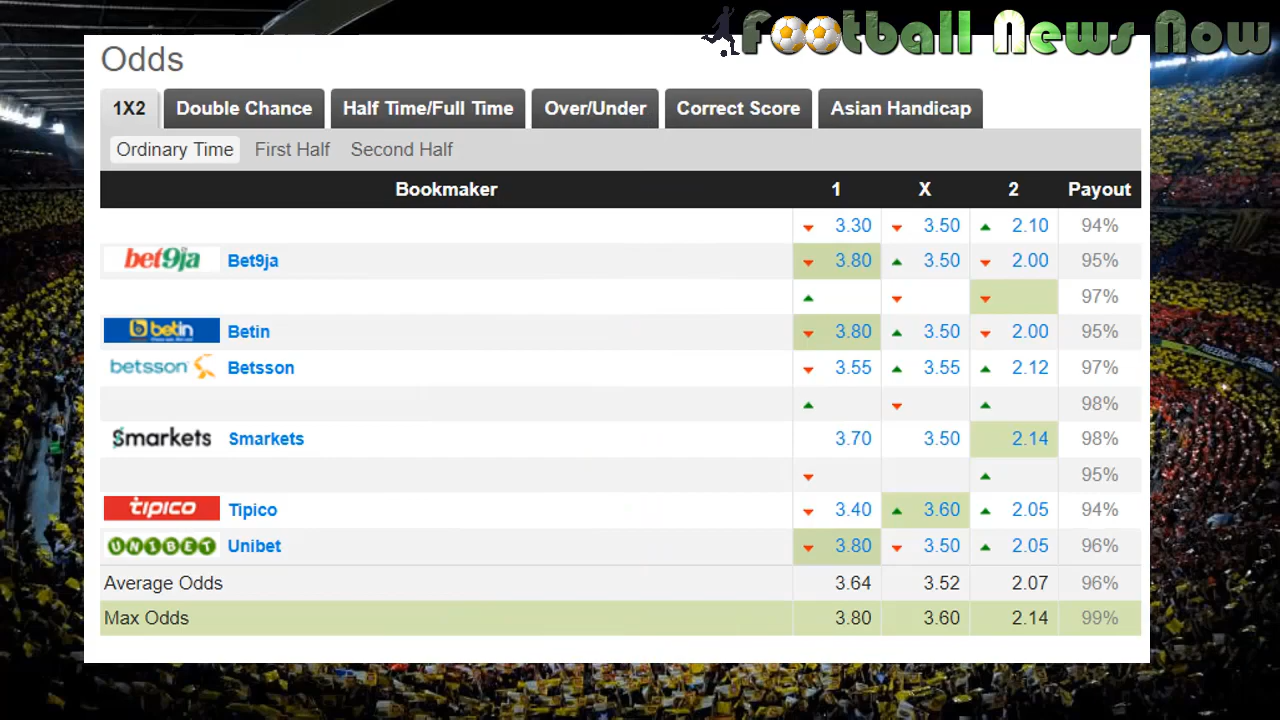 Football News Now
Odds
1X2 Double Chance Half Time/Full Time Over/Under Correct Score Asian Handicap
Ordinary Time First Half Second Half
Bookmaker 1 X 2 Payout
3.30 3.50 2.10 94%
bet9ja Bet9ja 3.80 3.50 2.00 95%
97%
betin Betin 3.80 3.50 2.00 95%
betsson Betsson 3.55 3.55 2.12 97%
98%
Smarkets Smarkets 3.70 3.50 2.14 98%
95%
tipico Tipico 3.40 3.60 2.05 94%
UNIBET Unibet 3.80 3.50 2.05 96%
Average Odds 3.64 3.52 2.07 96%
Max Odds 3.80 3.60 2.14 99%